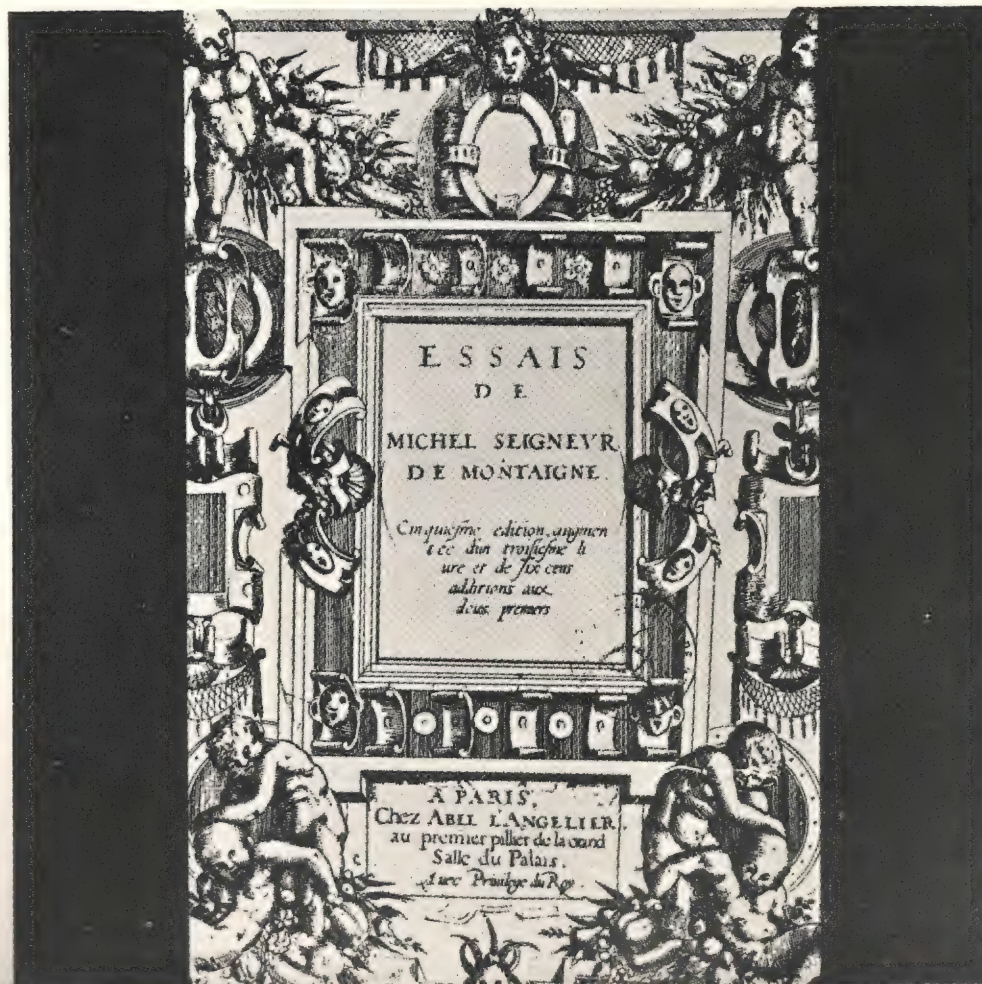 ESSAIS
DE
MICHEL SEIGNEVR
DE MONTAIGNE.
Cinquiesme edition, augmen
tee d'un troisiesme li
ure et de six cens
additions aux
deux premiers
A PARIS,
Chez ABEL L'ANGELIER,
au premier pillier de la grand
Salle du Palais.
Auec Priuilege du Roy.